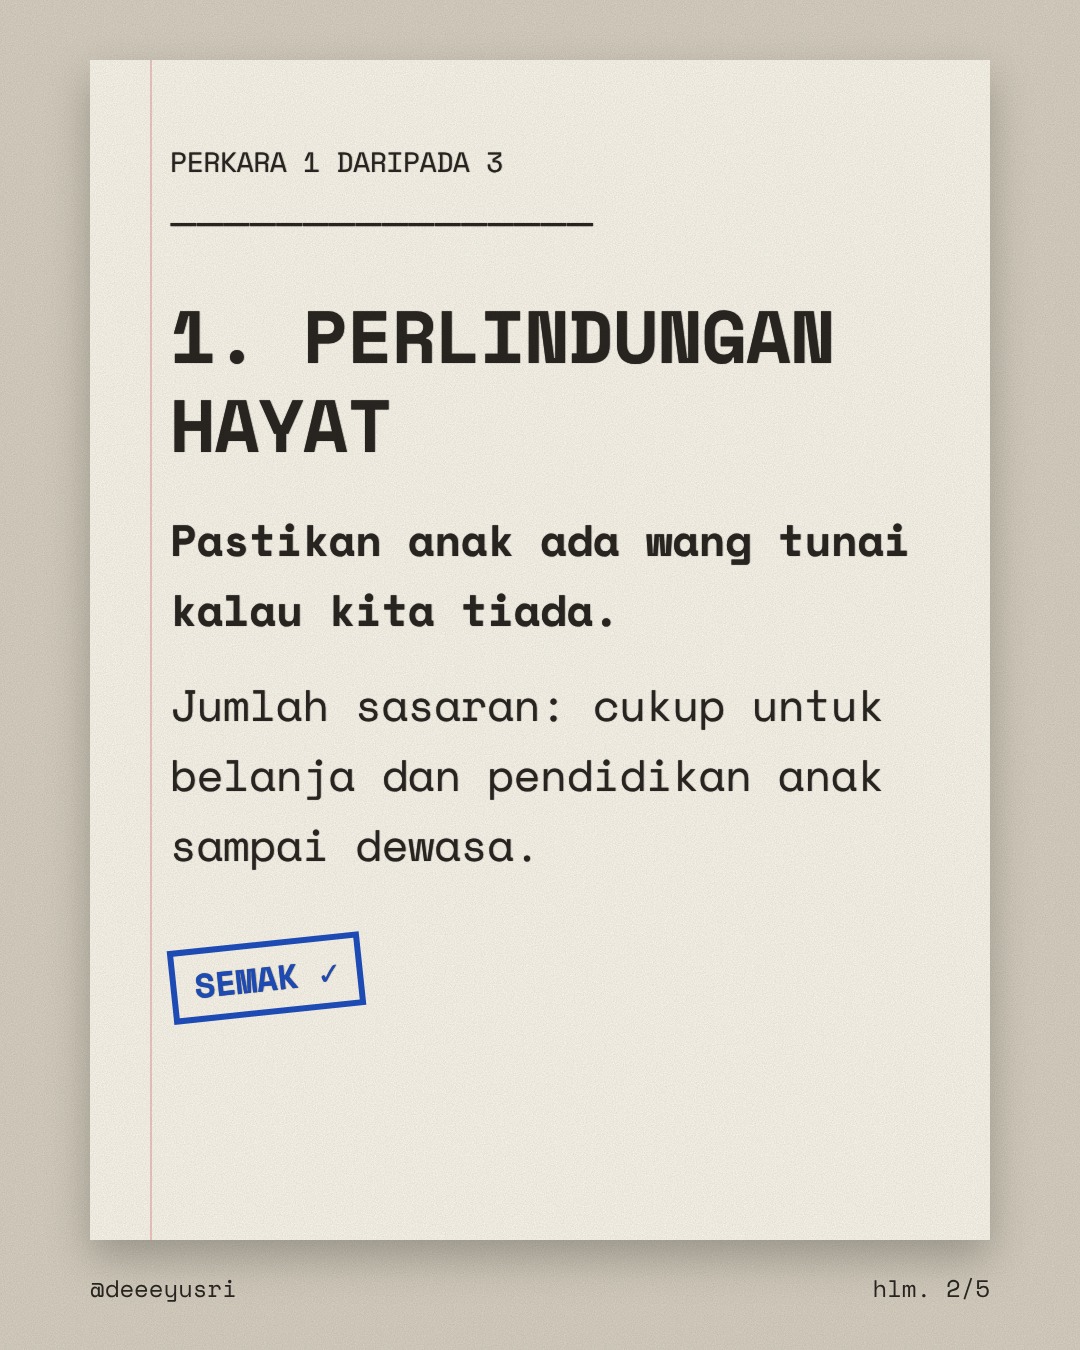 PERKARA 1 DARIPADA 3
1. PERLINDUNGAN
HAYAT
Pastikan anak ada wang tunai
kalau kita tiada.
Jumlah sasaran: cukup untuk
belanja dan pendidikan anak
sampai dewasa.
SEMAK ✓
@deeeyusri
hlm. 2/5